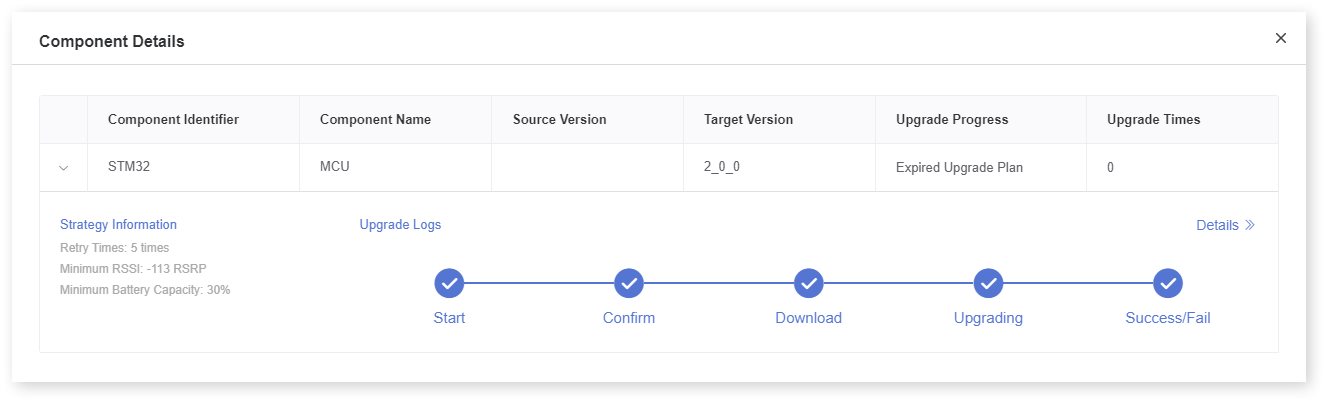 Component Details
Component Identifier Component Name Source Version Target Version Upgrade Progress Upgrade Times
STM32 MCU 2_0_0 Expired Upgrade Plan 0
Strategy Information Upgrade Logs Details
Retry Times: 5 times
Minimum RSSI: -113 RSRP
Minimum Battery Capacity: 30%
Start Confirm Download Upgrading Success/Fail